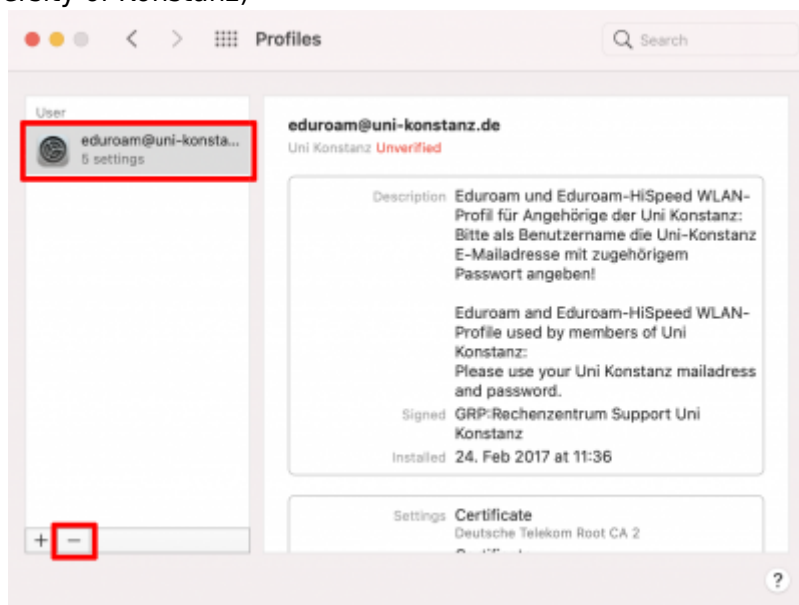 Profiles
Search
User
eduroam@uni-konsta...
5 settings
eduroam@uni-konstanz.de
Uni Konstanz Unverified
Description Eduroam und Eduroam-HiSpeed WLAN-
Profil für Angehörige der Uni Konstanz:
Bitte als Benutzername die Uni-Konstanz
E-Mailadresse mit zugehörigem
Passwort angeben!
Eduroam and Eduroam-HiSpeed WLAN-
Profile used by members of Uni
Konstanz:
Please use your Uni Konstanz mailadress
and password.
Signed GRP:Rechenzentrum Support Uni
Konstanz
Installed 24. Feb 2017 at 11:36
Settings Certificate
Deutsche Telekom Root CA 2
+ −
?